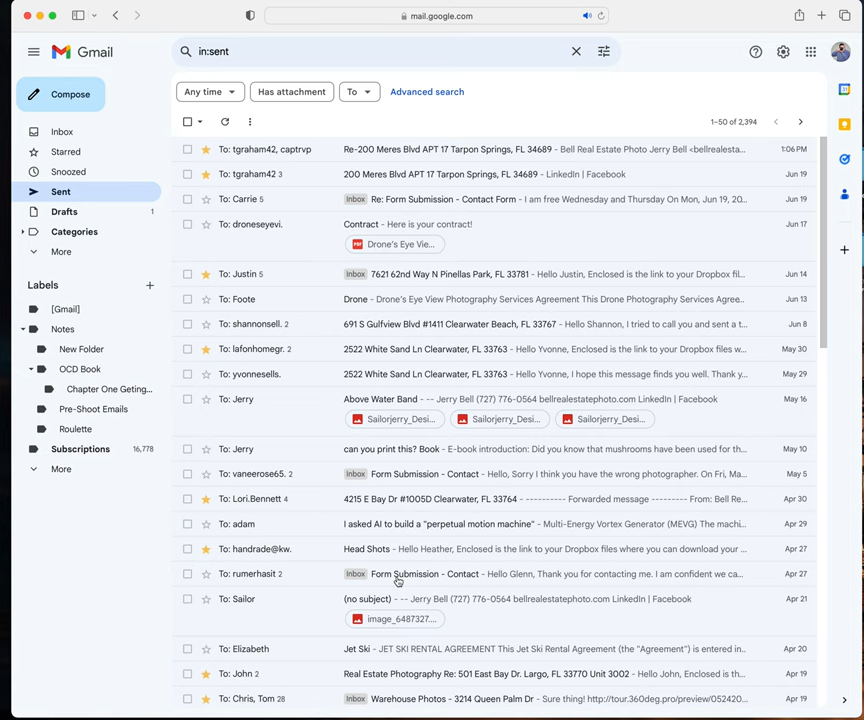 mail.google.com
Gmail
in:sent
Compose
Any time
Has attachment
To
Advanced search
1–50 of 2,394
Inbox
Starred
Snoozed
Sent
Drafts 1
Categories
More
Labels
[Gmail]
Notes
New Folder
OCD Book
Chapter One Geting...
Pre-Shoot Emails
Roulette
Subscriptions 16,778
More
To: tgraham42, captrvp Re-200 Meres Blvd APT 17 Tarpon Springs, FL 34689 - Bell Real Estate Photo Jerry Bell <bellrealesta... 1:06 PM
To: tgraham42 3 200 Meres Blvd APT 17 Tarpon Springs, FL 34689 - LinkedIn | Facebook Jun 19
To: Carrie 5 Inbox Re: Form Submission - Contact Form - I am free Wednesday and Thursday On Mon, Jun 19, 20... Jun 19
To: droneseyevi. Contract - Here is your contract! Jun 17
PDF Drone's Eye Vie...
To: Justin 5 Inbox 7621 62nd Way N Pinellas Park, FL 33781 - Hello Justin, Enclosed is the link to your Dropbox fil... Jun 14
To: Foote Drone - Drone's Eye View Photography Services Agreement This Drone Photography Services Agree... Jun 13
To: shannonsell. 2 691 S Gulfview Blvd #1411 Clearwater Beach, FL 33767 - Hello Shannon, I tried to call you and sent a t... Jun 8
To: lafonhomegr. 2 2522 White Sand Ln Clearwater, FL 33763 - Hello Yvonne, Enclosed is the link to your Dropbox files w... May 30
To: yvonnesells. 2522 White Sand Ln Clearwater, FL 33763 - Hello Yvonne, I hope this message finds you well. Thank y... May 29
To: Jerry Above Water Band - -- Jerry Bell (727) 776-0564 bellrealestatephoto.com LinkedIn | Facebook May 16
Sailorjerry_Desi... Sailorjerry_Desi... Sailorjerry_Desi...
To: Jerry can you print this? Book - E-book introduction: Did you know that mushrooms have been used for th... May 10
To: vaneerose65. 2 Inbox Form Submission - Contact - Hello, Sorry I think you have the wrong photographer. On Fri, Ma... May 5
To: Lori.Bennett 4 4215 E Bay Dr #1005D Clearwater, FL 33764 - ---------- Forwarded message --------- From: Bell Re... Apr 30
To: adam I asked AI to build a "perpetual motion machine" - Multi-Energy Vortex Generator (MEVG) The machi... Apr 29
To: handrade@kw. Head Shots - Hello Heather, Enclosed is the link to your Dropbox files where you can download your ... Apr 27
To: rumerhasit 2 Inbox Form Submission - Contact - Hello Glenn, Thank you for contacting me. I am confident we ca... Apr 27
To: Sailor (no subject) - -- Jerry Bell (727) 776-0564 bellrealestatephoto.com LinkedIn | Facebook Apr 21
image_6487327....
To: Elizabeth Jet Ski - JET SKI RENTAL AGREEMENT This Jet Ski Rental Agreement (the "Agreement") is entered in... Apr 20
To: John 2 Real Estate Photography Re: 501 East Bay Dr. Largo, FL 33770 Unit 3002 - Hello John, Enclosed is th... Apr 19
To: Chris, Tom 28 Inbox Warehouse Photos - 3214 Queen Palm Dr - Sure thing! http://tour.360deg.pro/preview/052420... Apr 19